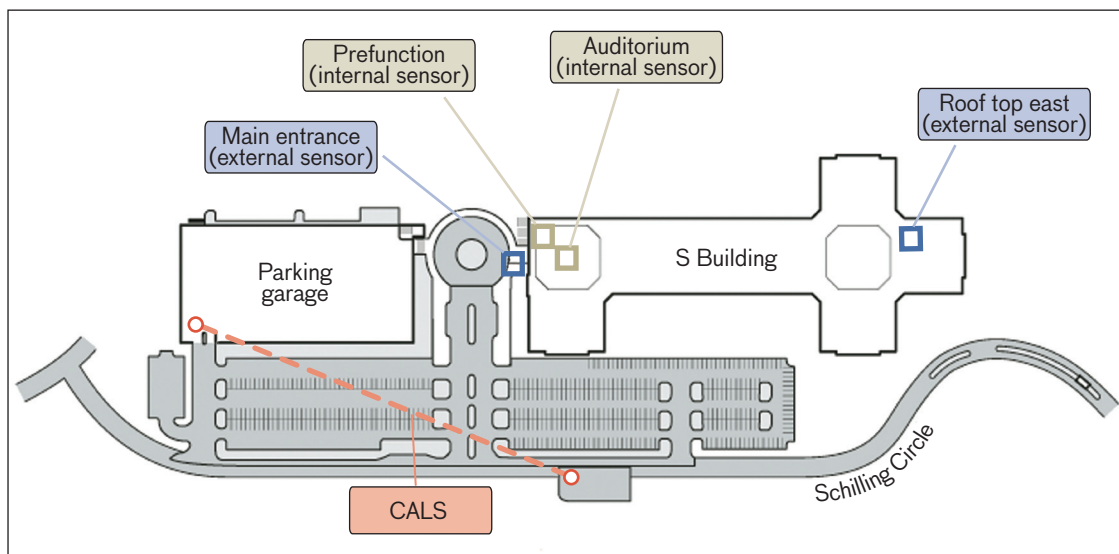 Prefunction
(internal sensor)
Auditorium
(internal sensor)
Main entrance
(external sensor)
Roof top east
(external sensor)
Parking
garage
S Building
CALS
Schilling Circle